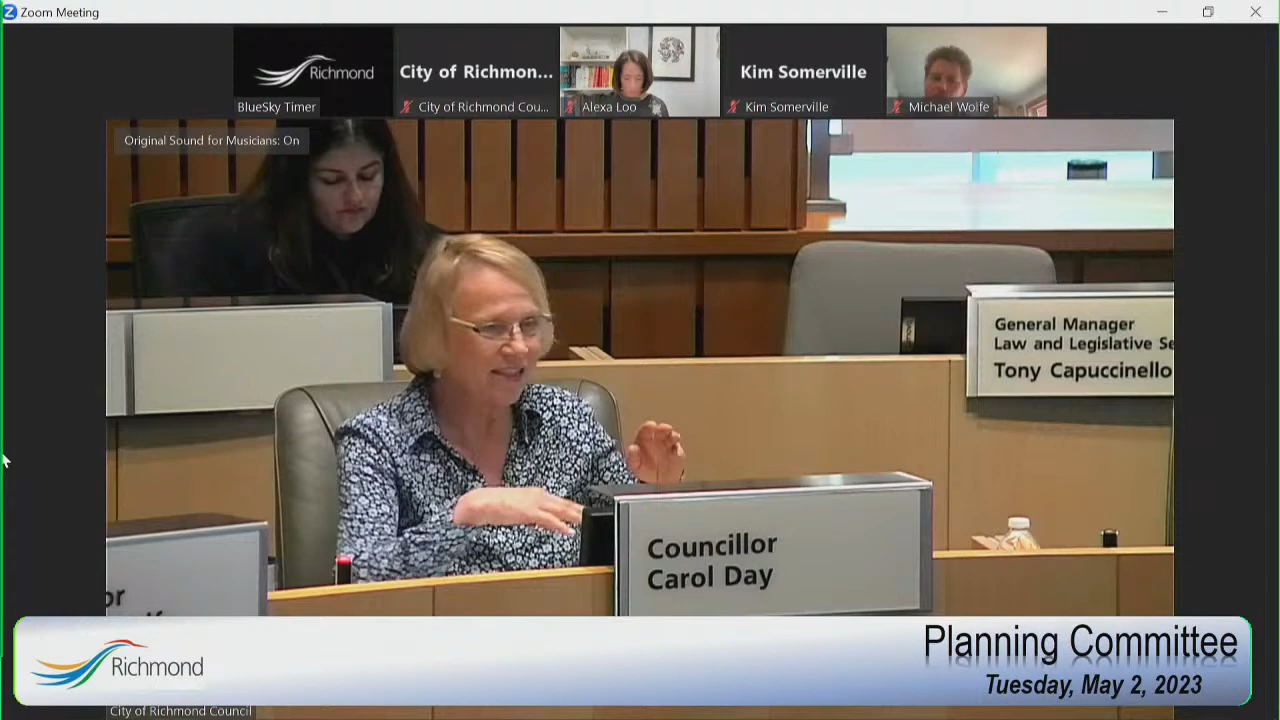 Zoom Meeting
Richmond
City of Richmon...
Kim Somerville
BlueSky Timer
City of Richmond Cou...
Alexa Loo
Kim Somerville
Michael Wolfe
Original Sound for Musicians: On
General Manager
Law and Legislative Se
Tony Capuccinello
Councillor
Carol Day
or
Richmond
Planning Committee
Tuesday, May 2, 2023
City of Richmond Council